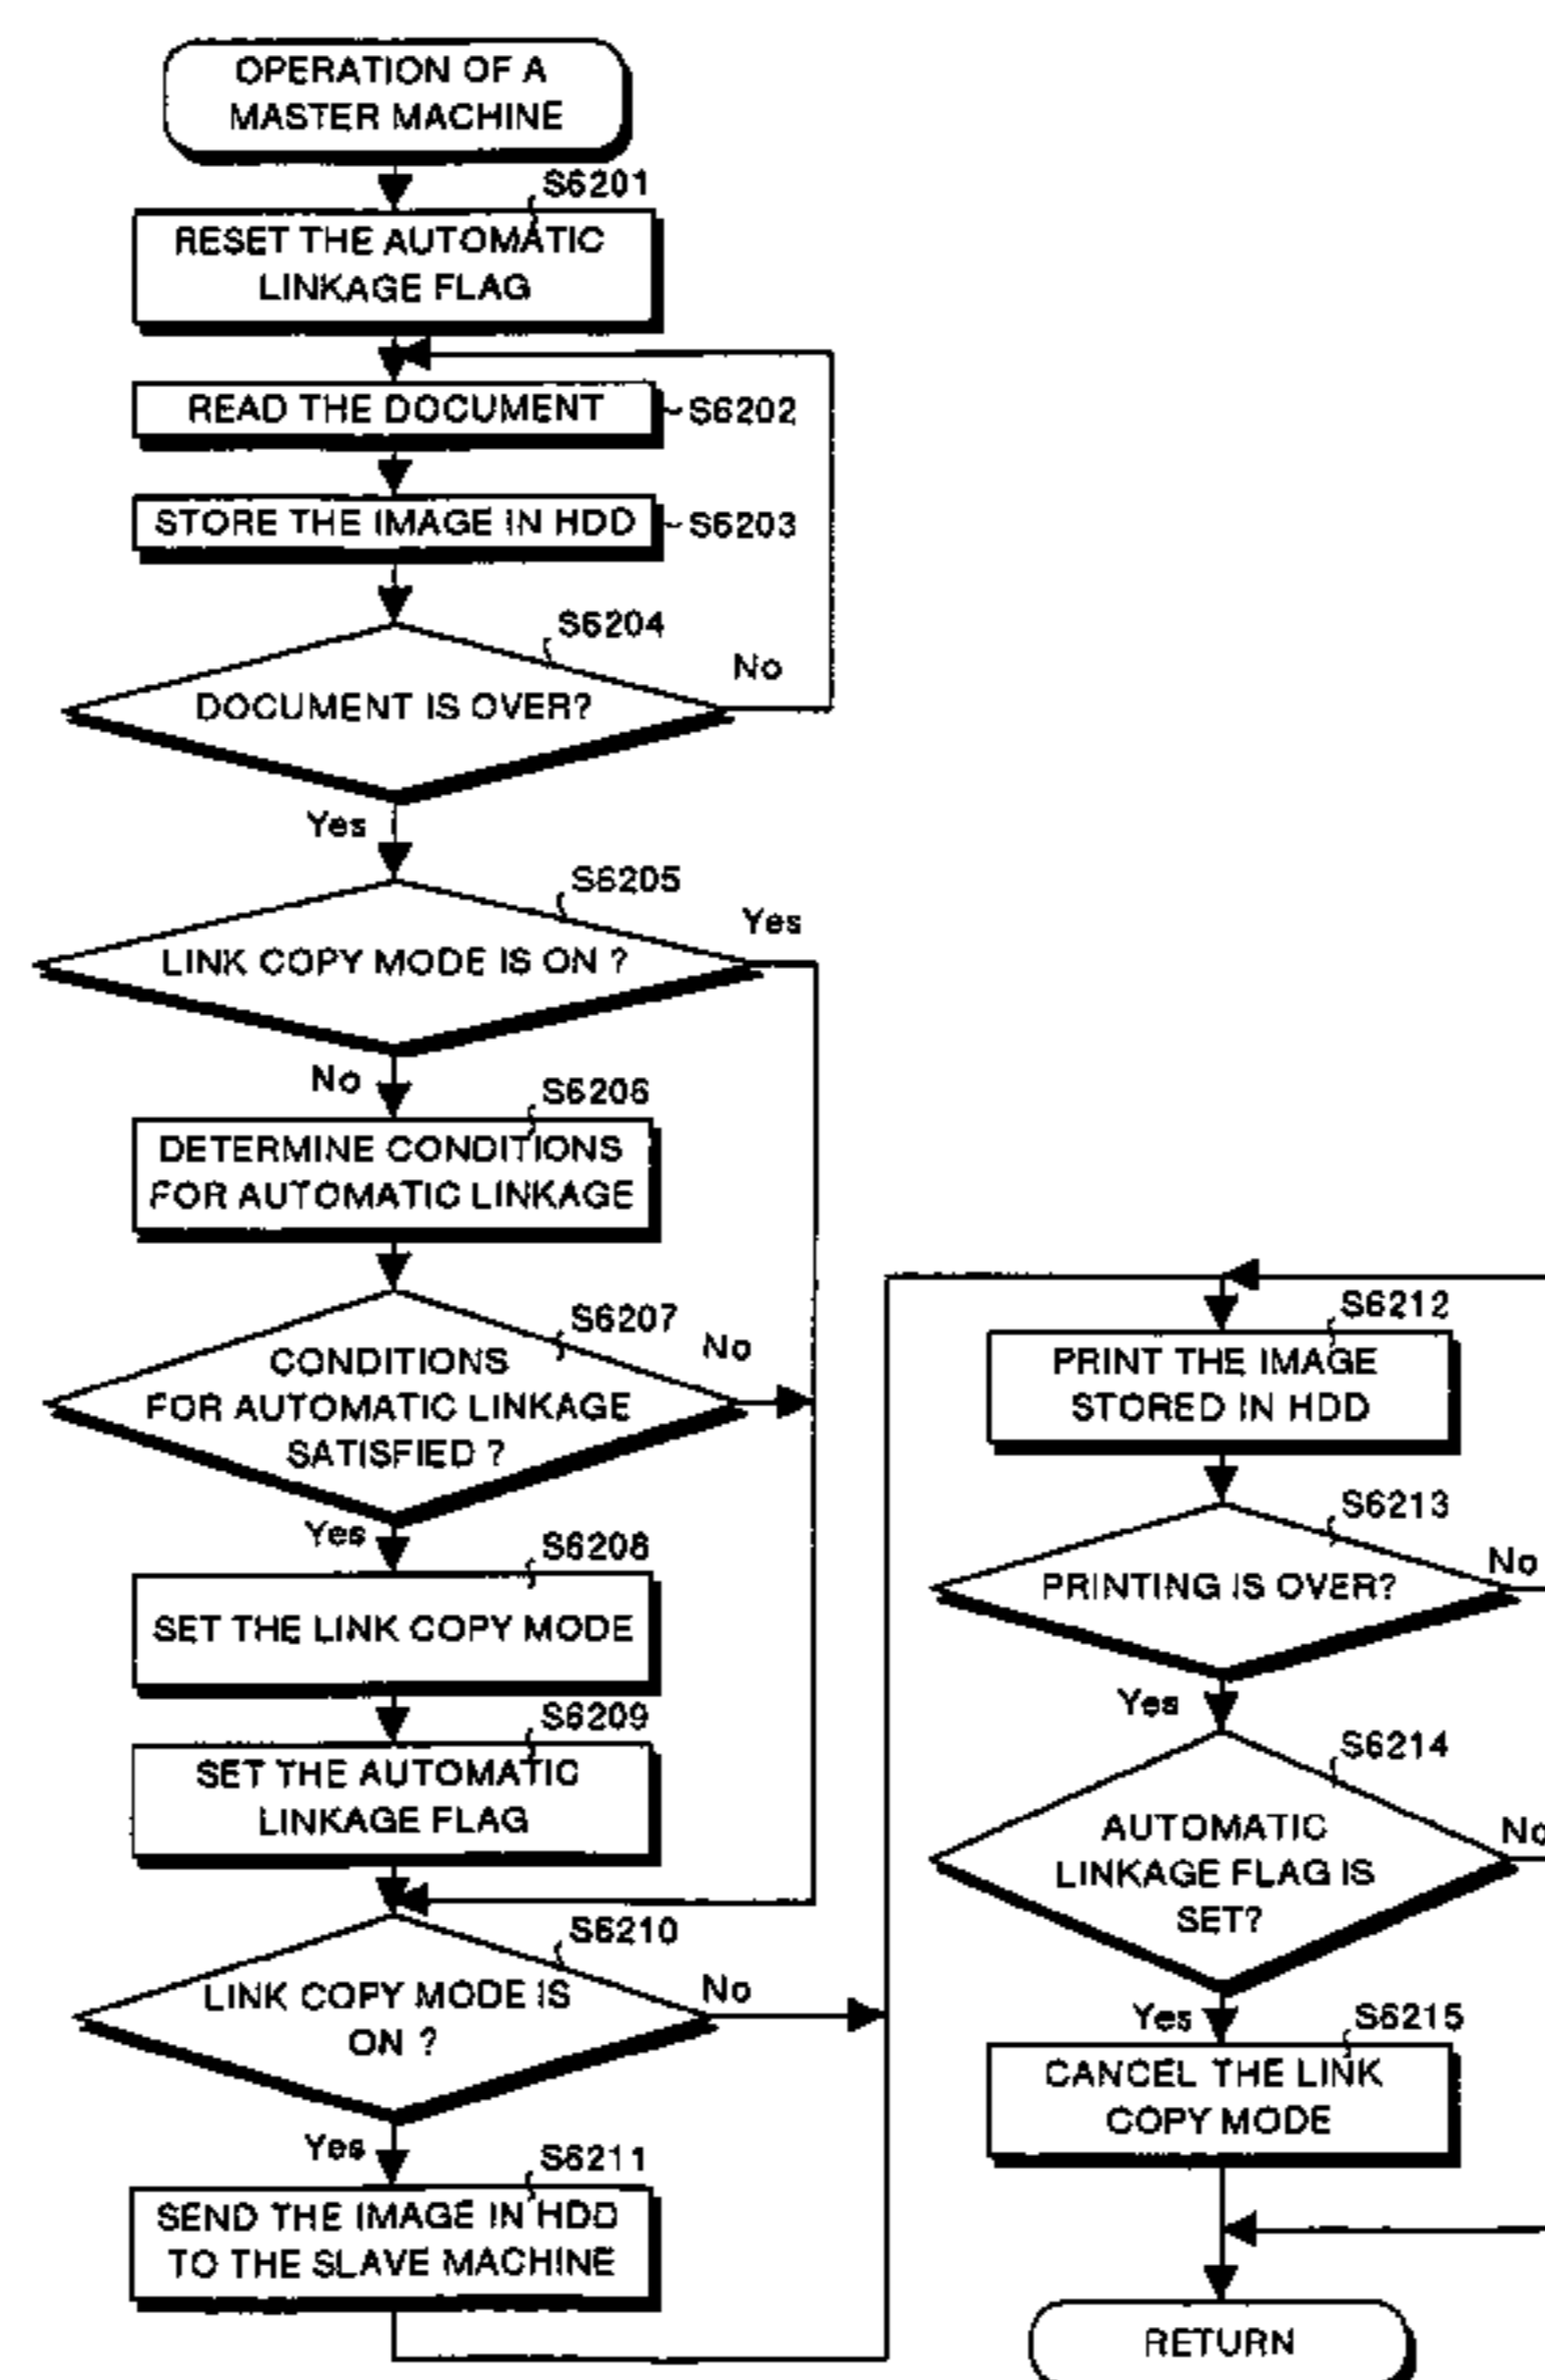 OPERATION OF A
MASTER MACHINE
S6201
RESET THE AUTOMATIC
LINKAGE FLAG
READ THE DOCUMENT
S6202
STORE THE IMAGE IN HDD
S6203
S6204
No
DOCUMENT IS OVER?
Yes
S6205
Yes
LINK COPY MODE IS ON ?
No
S6206
DETERMINE CONDITIONS
FOR AUTOMATIC LINKAGE
S6207
No
CONDITIONS
FOR AUTOMATIC LINKAGE
SATISFIED ?
Yes
S6208
SET THE LINK COPY MODE
S6209
SET THE AUTOMATIC
LINKAGE FLAG
S6210
No
LINK COPY MODE IS
ON ?
Yes
S6211
SEND THE IMAGE IN HDD
TO THE SLAVE MACHINE
S6212
PRINT THE IMAGE
STORED IN HDD
S6213
No
PRINTING IS OVER?
Yes
S6214
No
AUTOMATIC
LINKAGE FLAG IS
SET?
Yes
S6215
CANCEL THE LINK
COPY MODE
RETURN